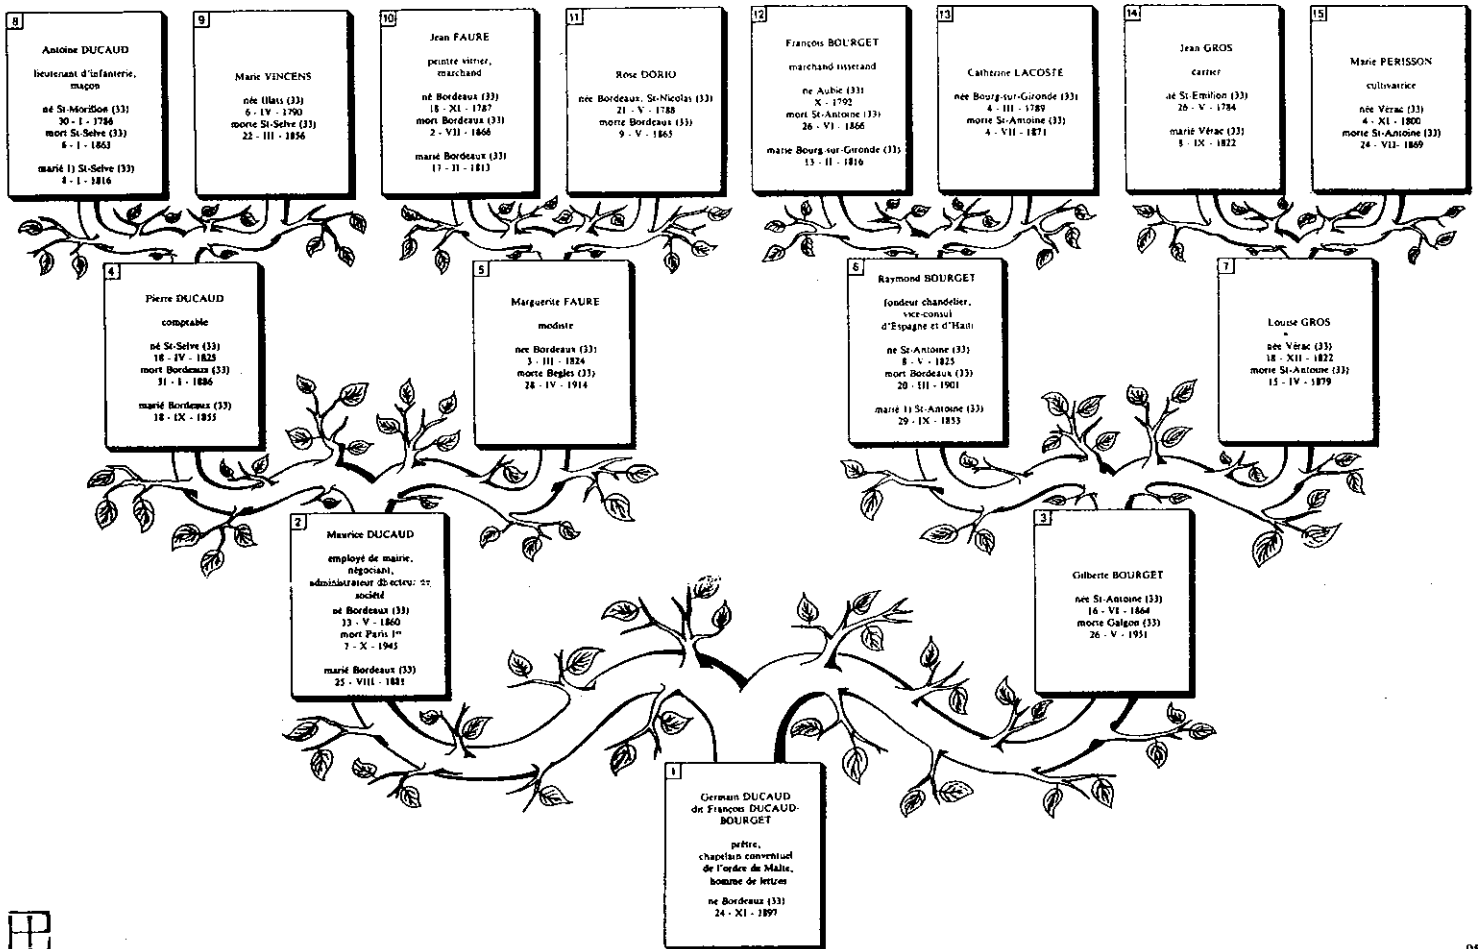 8
Antoine DUCAUD
lieutenant d'infanterie,
maçon
né St-Morillon (33)
30 - I - 1786
mort St-Selve (33)
6 - I - 1863
marié 1) St-Selve (33)
8 - I - 1816
9
Marie VINCENS
née Illats (33)
6 - IV - 1790
morte St-Selve (33)
22 - III - 1856
10
Jean FAURE
peintre vitrier,
marchand
né Bordeaux (33)
18 - XI - 1787
mort Bordeaux (33)
2 - VII - 1866
marié Bordeaux (33)
17 - II - 1813
11
Rose DORIO
née Bordeaux, St-Nicolas (33)
21 - V - 1788
morte Bordeaux (33)
9 - V - 1865
12
François BOURGET
marchand tisserand
né Aubie (33)
X - 1792
mort St-Antoine (33)
26 - VI - 1866
marié Bourg-sur-Gironde (33)
13 - II - 1816
13
Catherine LACOSTE
née Bourg-sur-Gironde (33)
4 - III - 1789
morte St-Antoine (33)
4 - VII - 1871
14
Jean GROS
carrier
né St-Emilion (33)
26 - V - 1784
marié Vérac (33)
8 - IX - 1822
15
Marie PERISSON
cultivatrice
née Vérac (33)
4 - XI - 1800
morte St-Antoine (33)
24 - VII - 1869
4
Pierre DUCAUD
comptable
né St-Selve (33)
18 - IV - 1825
mort Bordeaux (33)
31 - I - 1886
marié Bordeaux (33)
18 - IX - 1855
5
Marguerite FAURE
modiste
née Bordeaux (33)
3 - III - 1824
morte Bègles (33)
28 - IV - 1914
6
Raymond BOURGET
fondeur chandelier,
vice-consul
d'Espagne et d'Haïti
né St-Antoine (33)
8 - V - 1825
mort Bordeaux (33)
20 - III - 1901
marié 1) St-Antoine (33)
29 - IX - 1853
7
Louise GROS
née Vérac (33)
18 - XII - 1822
morte St-Antoine (33)
15 - IV - 1879
2
Maurice DUCAUD
employé de mairie,
négociant,
administrateur directeur de
société
né Bordeaux (33)
13 - V - 1860
mort Paris 1er
7 - X - 1945
marié Bordeaux (33)
25 - VIII - 1881
3
Gilberte BOURGET
née St-Antoine (33)
16 - VI - 1864
morte Galgon (33)
26 - V - 1951
1
Germain DUCAUD
dit François DUCAUD-
BOURGET
prêtre,
chapelain conventuel
de l'ordre de Malte,
homme de lettres
né Bordeaux (33)
24 - XI - 1897